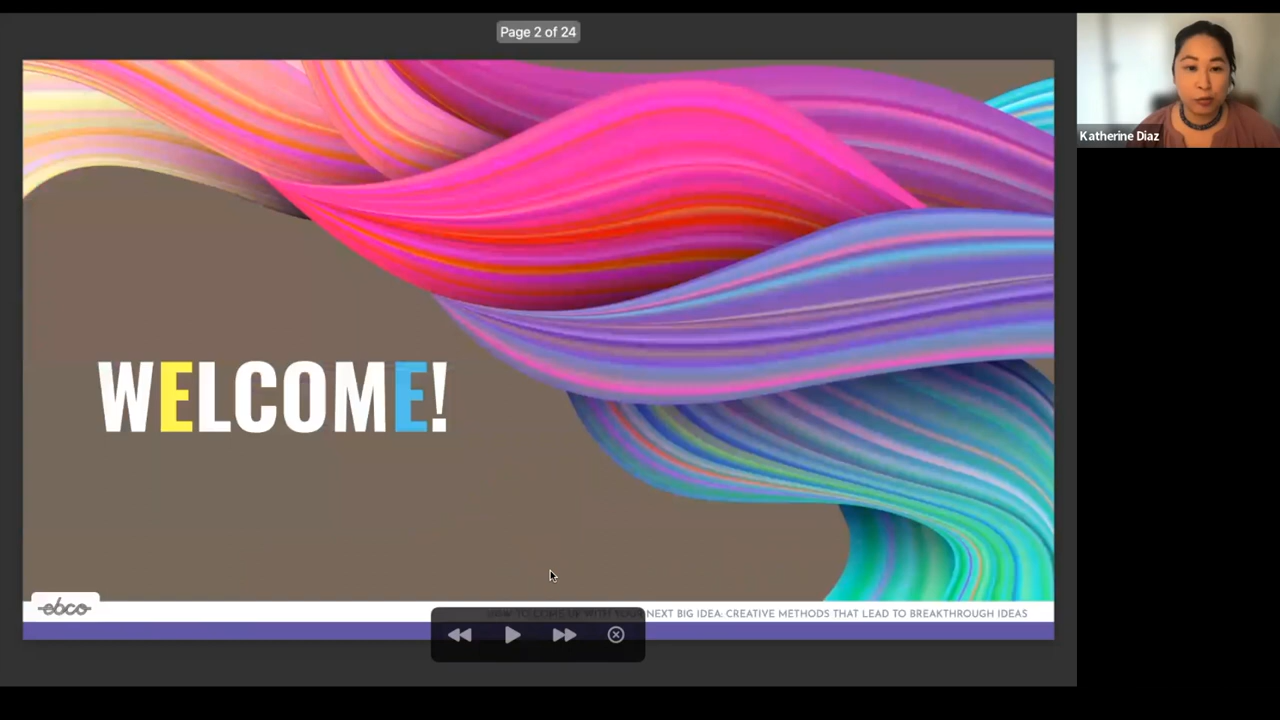 Page 2 of 24
Katherine Diaz
WELCOME!
ebco
NEXT BIG IDEA: CREATIVE METHODS THAT LEAD TO BREAKTHROUGH IDEAS